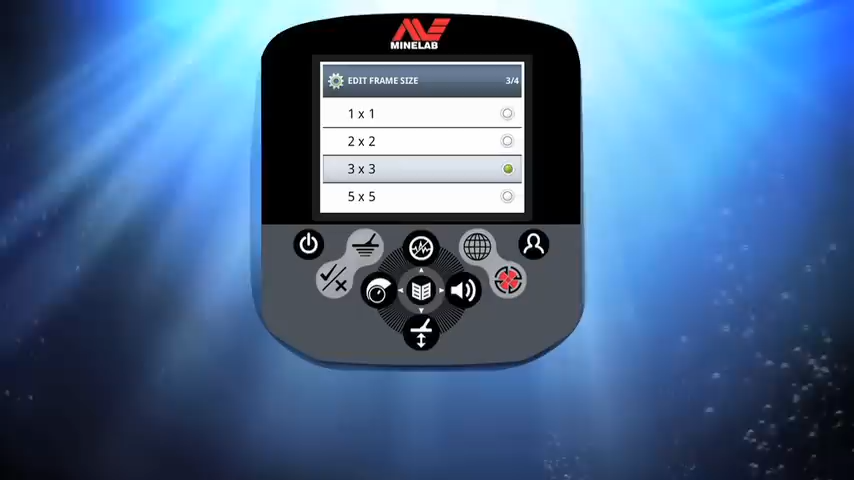 MINELAB
EDIT FRAME SIZE 3/4
1 x 1
2 x 2
3 x 3
5 x 5